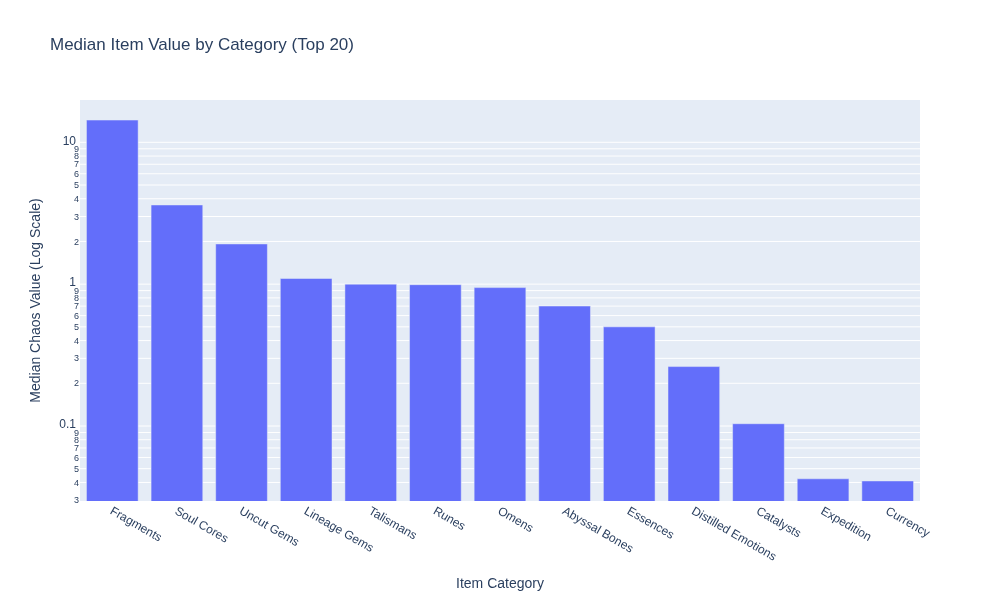 Median Item Value by Category (Top 20)
Median Chaos Value (Log Scale)
10
9
8
7
6
5
4
3
2
1
9
8
7
6
5
4
3
2
0.1
9
8
7
6
5
4
3
Fragments
Soul Cores
Uncut Gems
Lineage Gems
Talismans
Runes
Omens
Abyssal Bones
Essences
Distilled Emotions
Catalysts
Expedition
Currency
Item Category